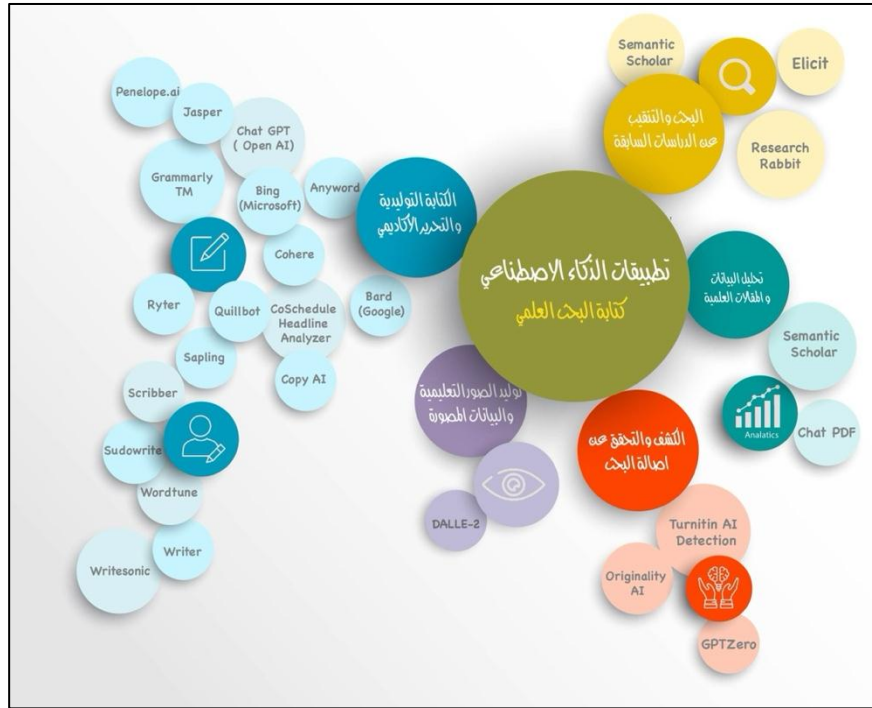 تطبيقات الذكاء الاصطناعي
كتابة البحث العلمي
البحث والتنقيب
عن الدراسات السابقة
Semantic
Scholar
Elicit
Research
Rabbit
تحليل البيانات
والمقالات العلمية
Semantic
Scholar
Analatics
Chat PDF
الكشف والتحقق عن
اصالة البحث
Turnitin AI
Detection
Originality
AI
GPTZero
توليد الصور التعليمية
والبيانات المصورة
DALLE-2
الكتابة التوليدية
والتحرير الأكاديمي
Penelope.ai
Jasper
Chat GPT
( Open AI)
Grammarly
TM
Bing
(Microsoft)
Anyword
Cohere
Ryter
Quillbot
CoSchedule
Headline
Analyzer
Bard
(Google)
Sapling
Copy AI
Scribber
Sudowrite
Wordtune
Writer
Writesonic